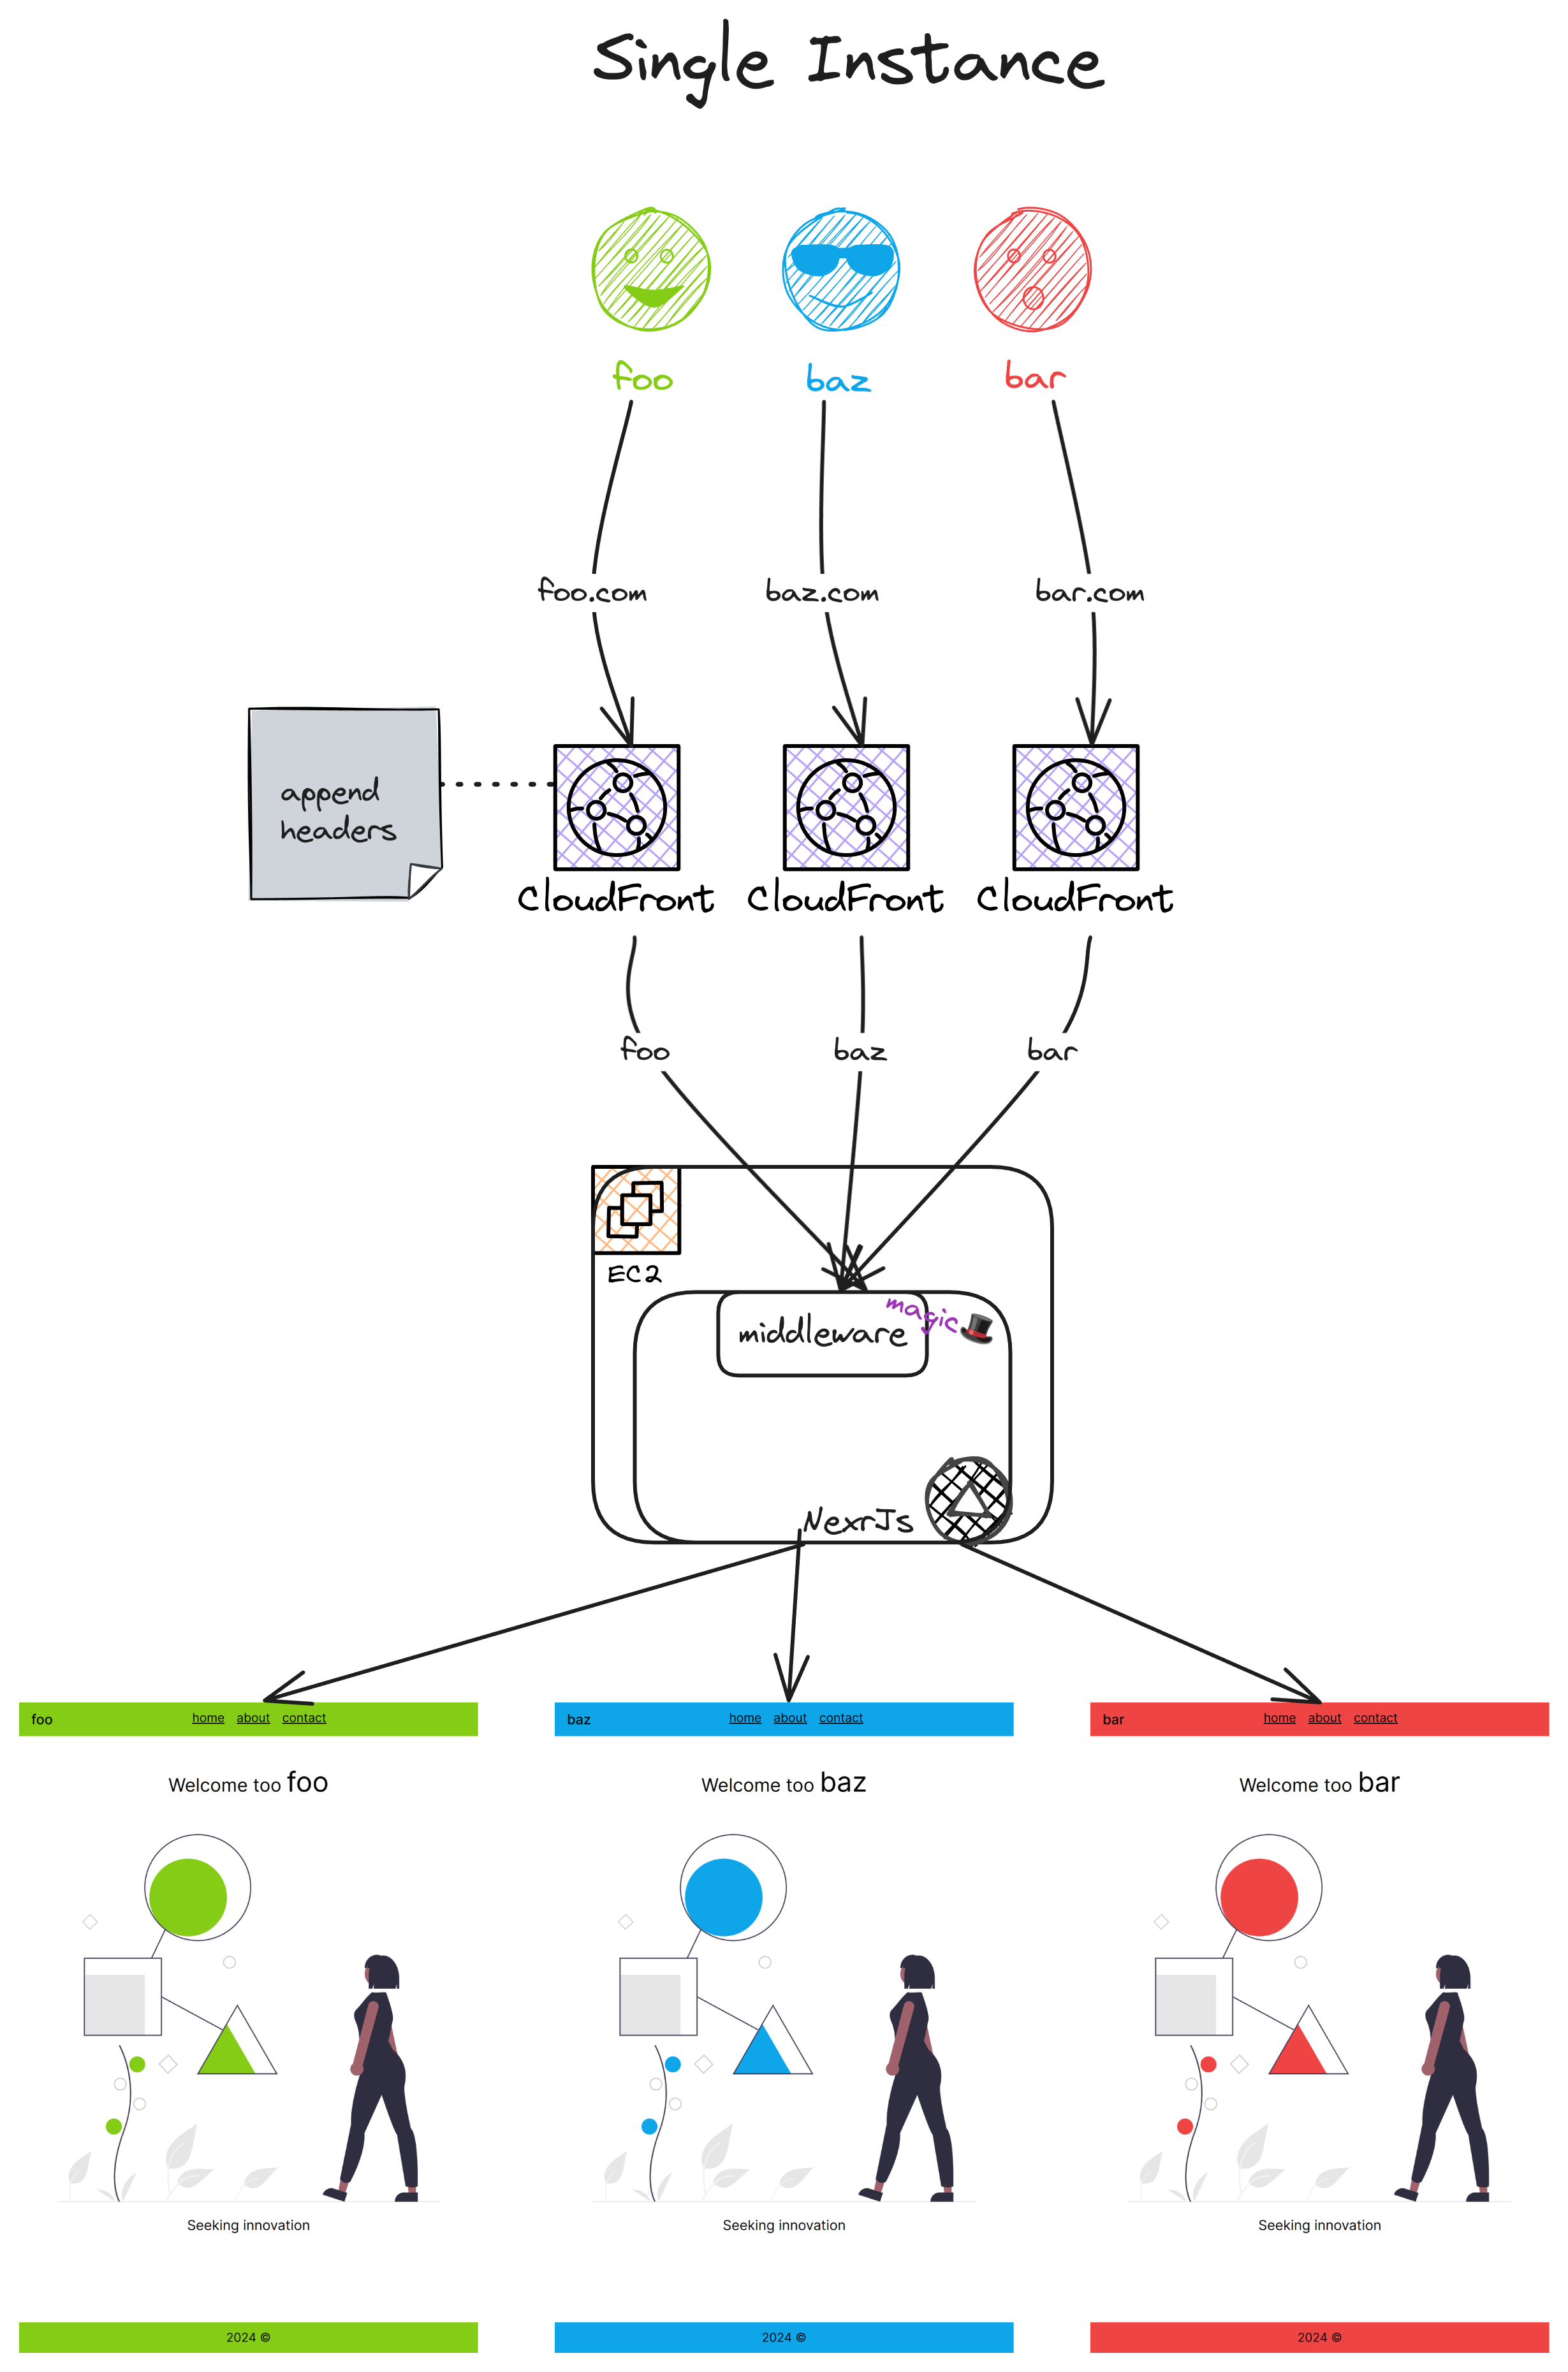 Single Instance
foo
baz
bar
foo.com
baz.com
bar.com
append
headers
CloudFront
CloudFront
CloudFront
foo
baz
bar
EC2
middleware
magic
NexrJs
foo
home about contact
baz
home about contact
bar
home about contact
Welcome too foo
Welcome too baz
Welcome too bar
Seeking innovation
Seeking innovation
Seeking innovation
2024 ©
2024 ©
2024 ©